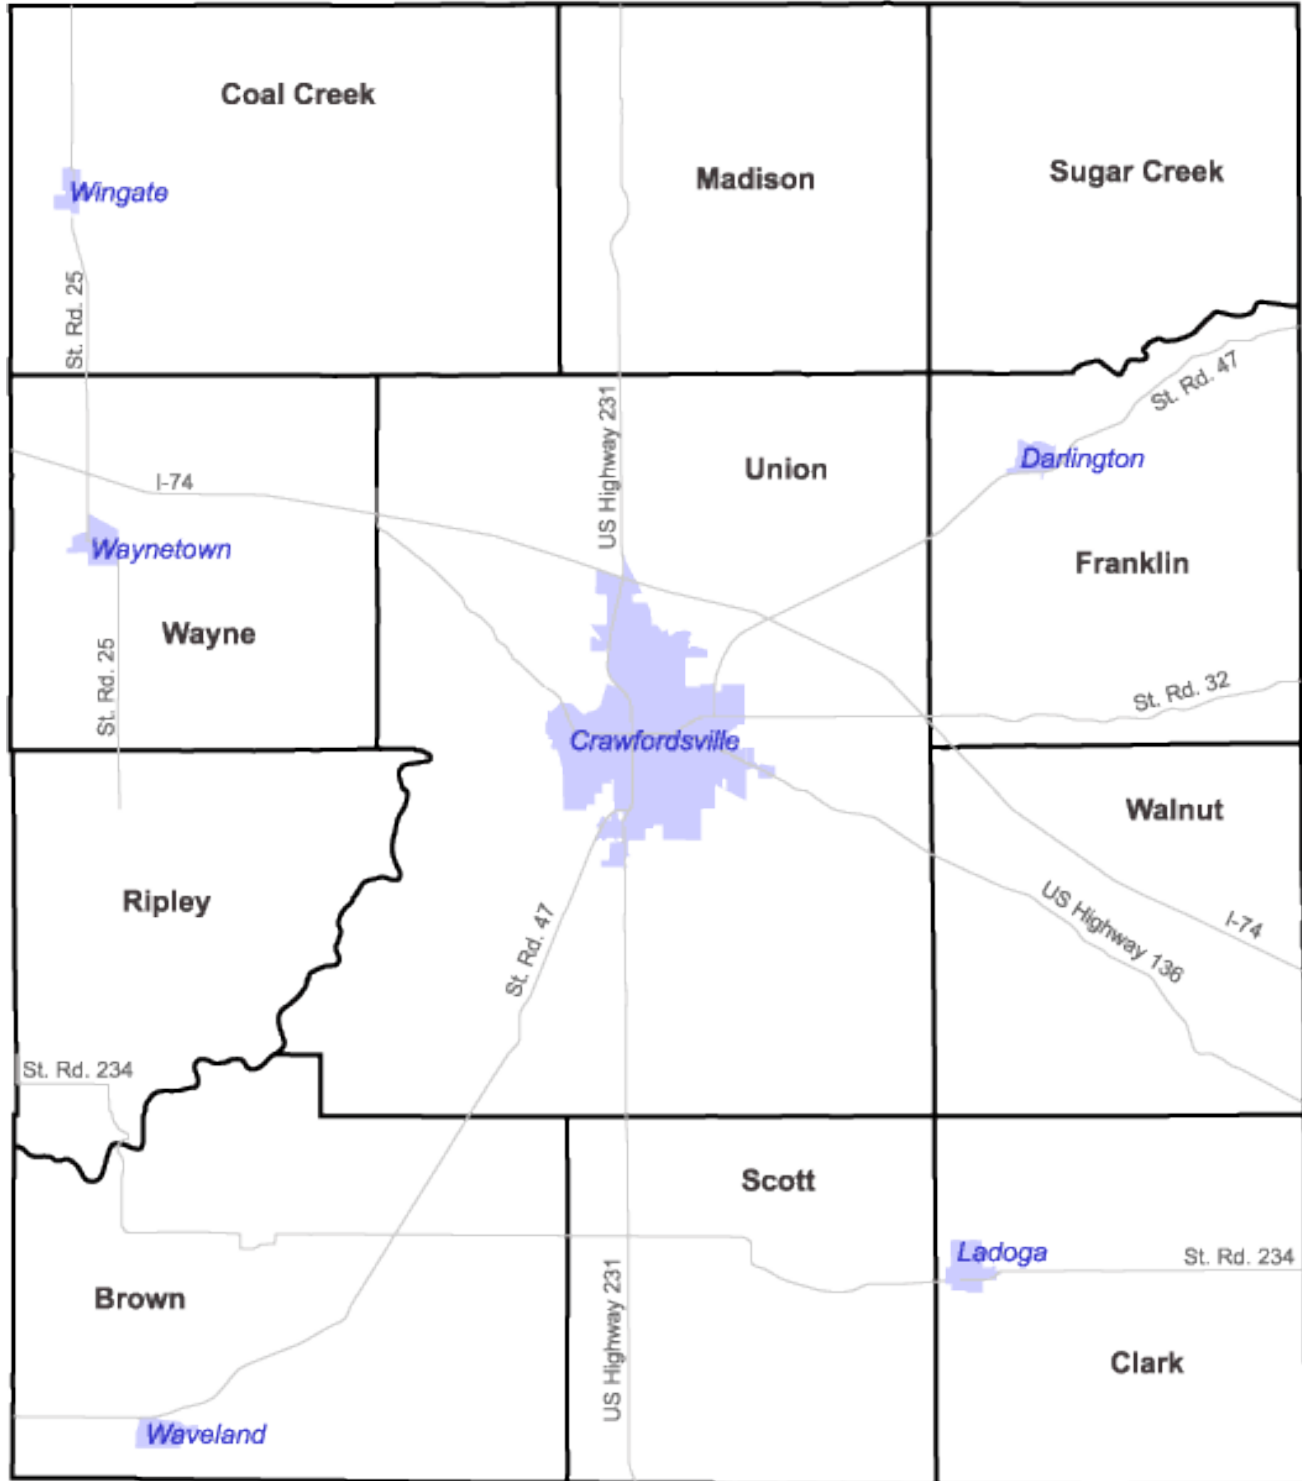 Coal Creek
Madison
Sugar Creek
Wingate
St. Rd. 25
St. Rd. 47
US Highway 231
Union
Darlington
I-74
Waynetown
Franklin
Wayne
St. Rd. 25
St. Rd. 32
Crawfordsville
Walnut
Ripley
St. Rd. 47
US Highway 136
I-74
St. Rd. 234
Scott
Ladoga
St. Rd. 234
Brown
US Highway 231
Clark
Waveland